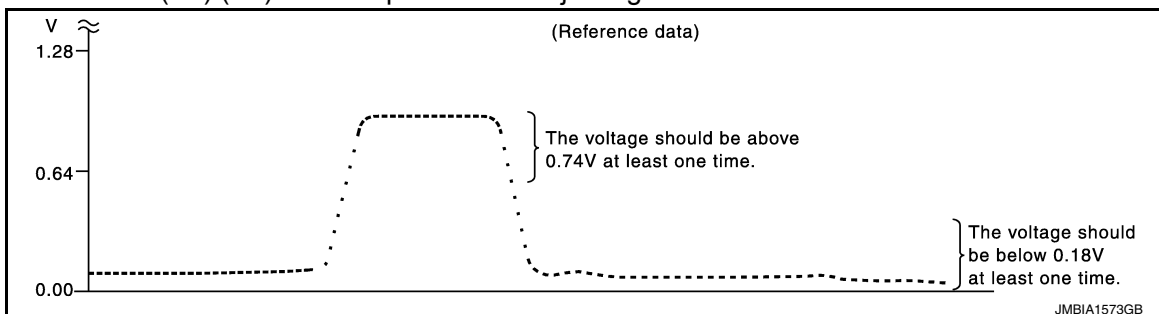 V
(Reference data)
1.28
The voltage should be above
0.74V at least one time.
0.64
The voltage should
be below 0.18V
at least one time.
0.00
JMBIA1573GB